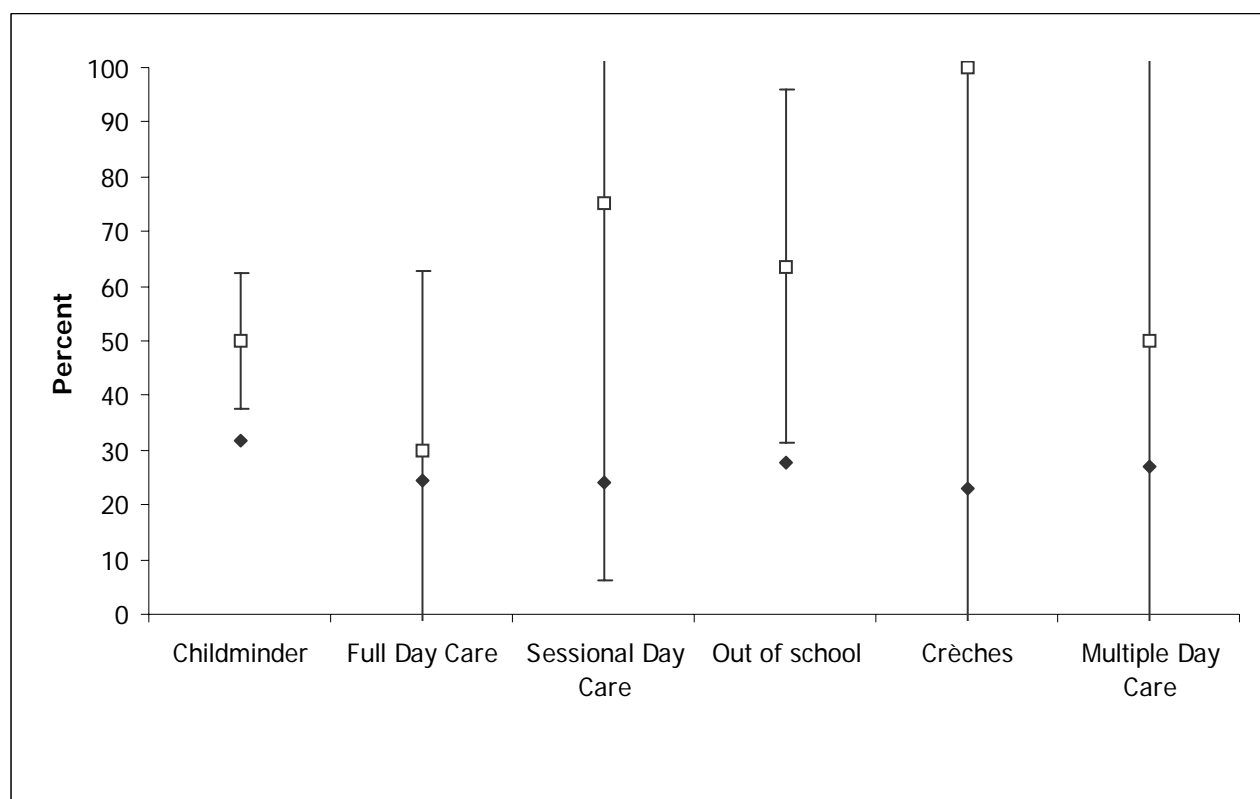 100
90
80
70
60
50
40
30
20
10
0
Percent
Childminder
Full Day Care
Sessional Day
Care
Out of school
Crèches
Multiple Day
Care